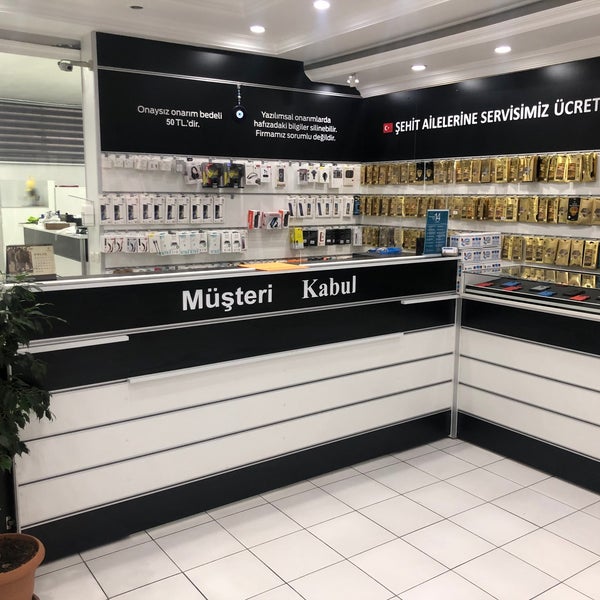 Onaysız onarım bedeli
50 TL.'dir.
Yazılımsal onarımlarda
hafızadaki bilgiler silinebilir.
Firmamız sorumlu değildir.
ŞEHİT AİLELERİNE SERVİSİMİZ ÜCRET
14
Müşteri Kabul